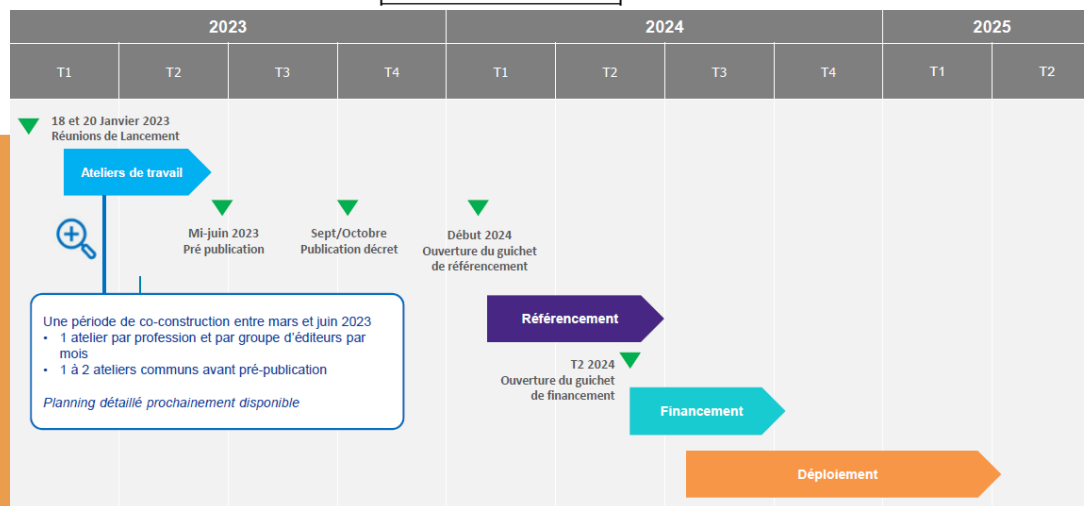 2023
2024
2025
T1
T2
T3
T4
T1
T2
T3
T4
T1
T2
18 et 20 Janvier 2023
Réunions de Lancement
Ateliers de travail
Mi-juin 2023
Pré publication
Sept/Octobre
Publication décret
Début 2024
Ouverture du guichet
de référencement
Une période de co-construction entre mars et juin 2023
• 1 atelier par profession et par groupe d'éditeurs par
mois
• 1 à 2 ateliers communs avant pré-publication
Planning détaillé prochainement disponible
Référencement
T2 2024
Ouverture du guichet
de financement
Financement
Déploiement